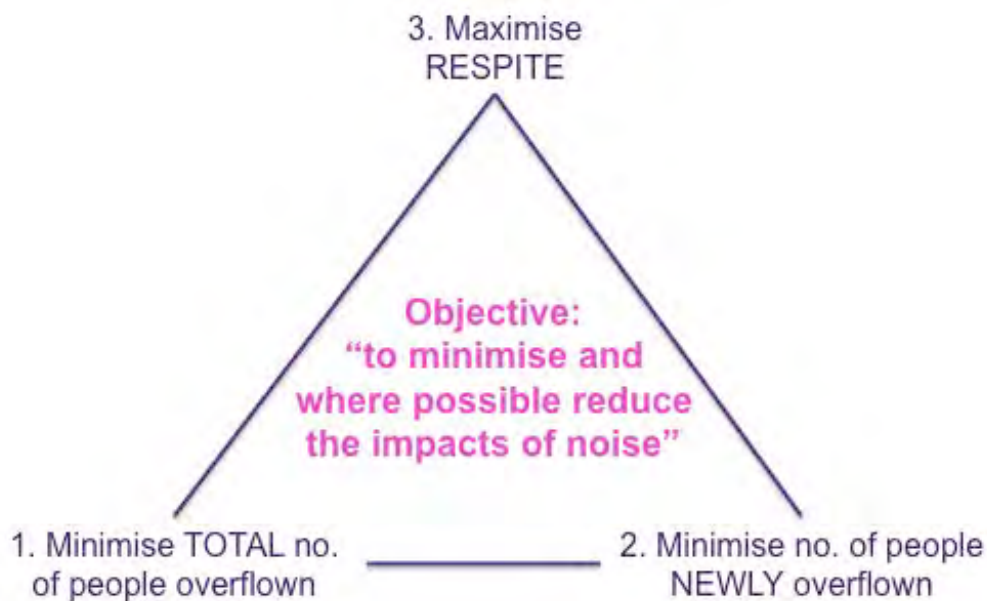 3. Maximise
RESPITE
Objective:
“to minimise and
where possible reduce
the impacts of noise”
1. Minimise TOTAL no.
of people overflown
2. Minimise no. of people
NEWLY overflown